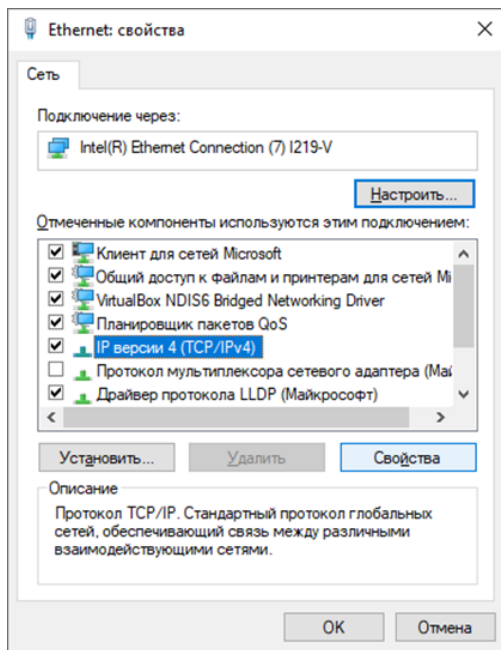 Ethernet: свойства
Сеть
Подключение через:
Intel(R) Ethernet Connection (7) I219-V
Настроить...
Отмеченные компоненты используются этим подключением:
Клиент для сетей Microsoft
Общий доступ к файлам и принтерам для сетей Mi
VirtualBox NDIS6 Bridged Networking Driver
Планировщик пакетов QoS
IP версии 4 (TCP/IPv4)
Протокол мультиплексора сетевого адаптера (Май
Драйвер протокола LLDP (Майкрософт)
Установить... Удалить Свойства
Описание
Протокол TCP/IP. Стандартный протокол глобальных
сетей, обеспечивающий связь между различными
взаимодействующими сетями.
OK Отмена